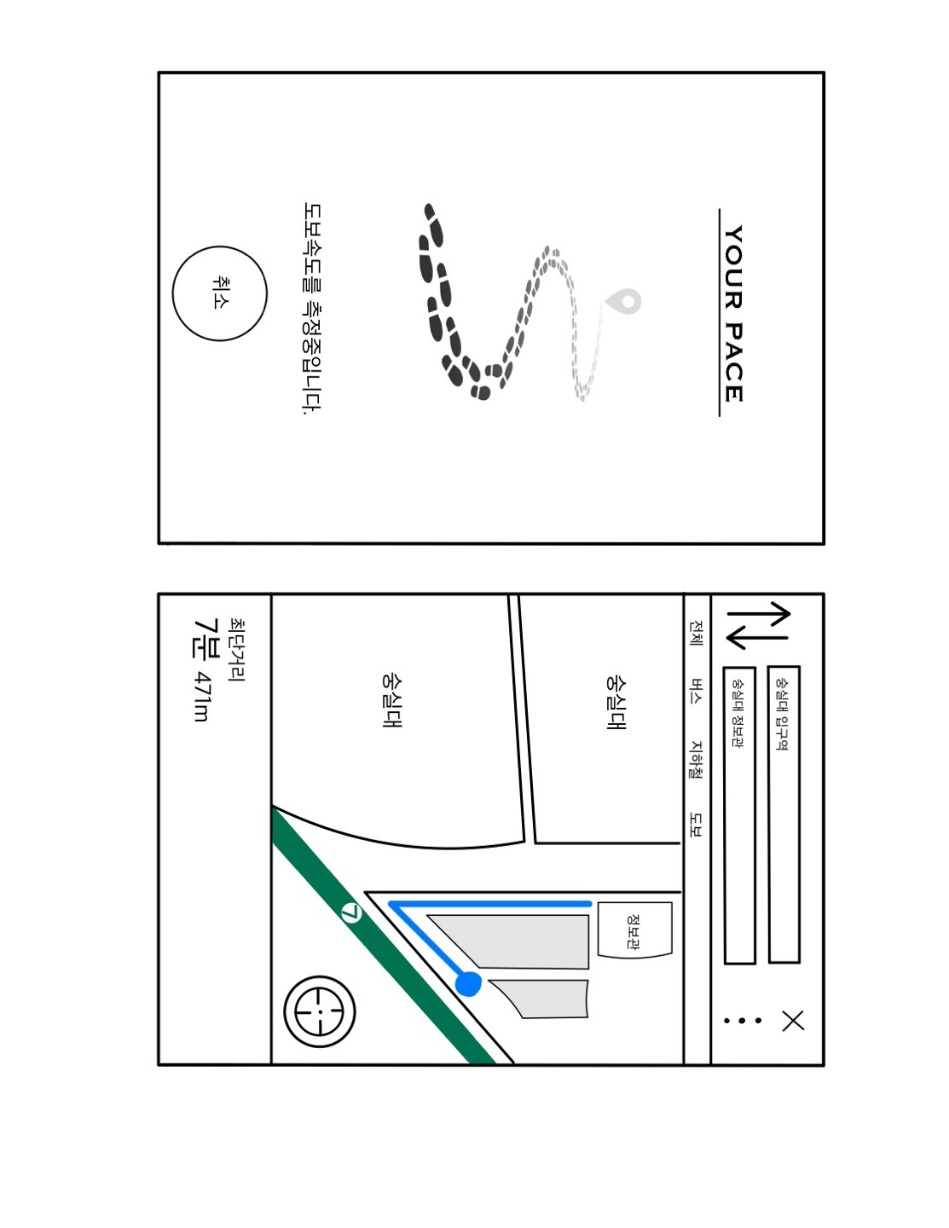 YOUR PACE
도보속도를 측정중입니다.
취소
숭실대 입구역
숭실대 정보관
전체 버스 지하철 도보
숭실대
정보관
숭실대
7
최단거리
7분 471m